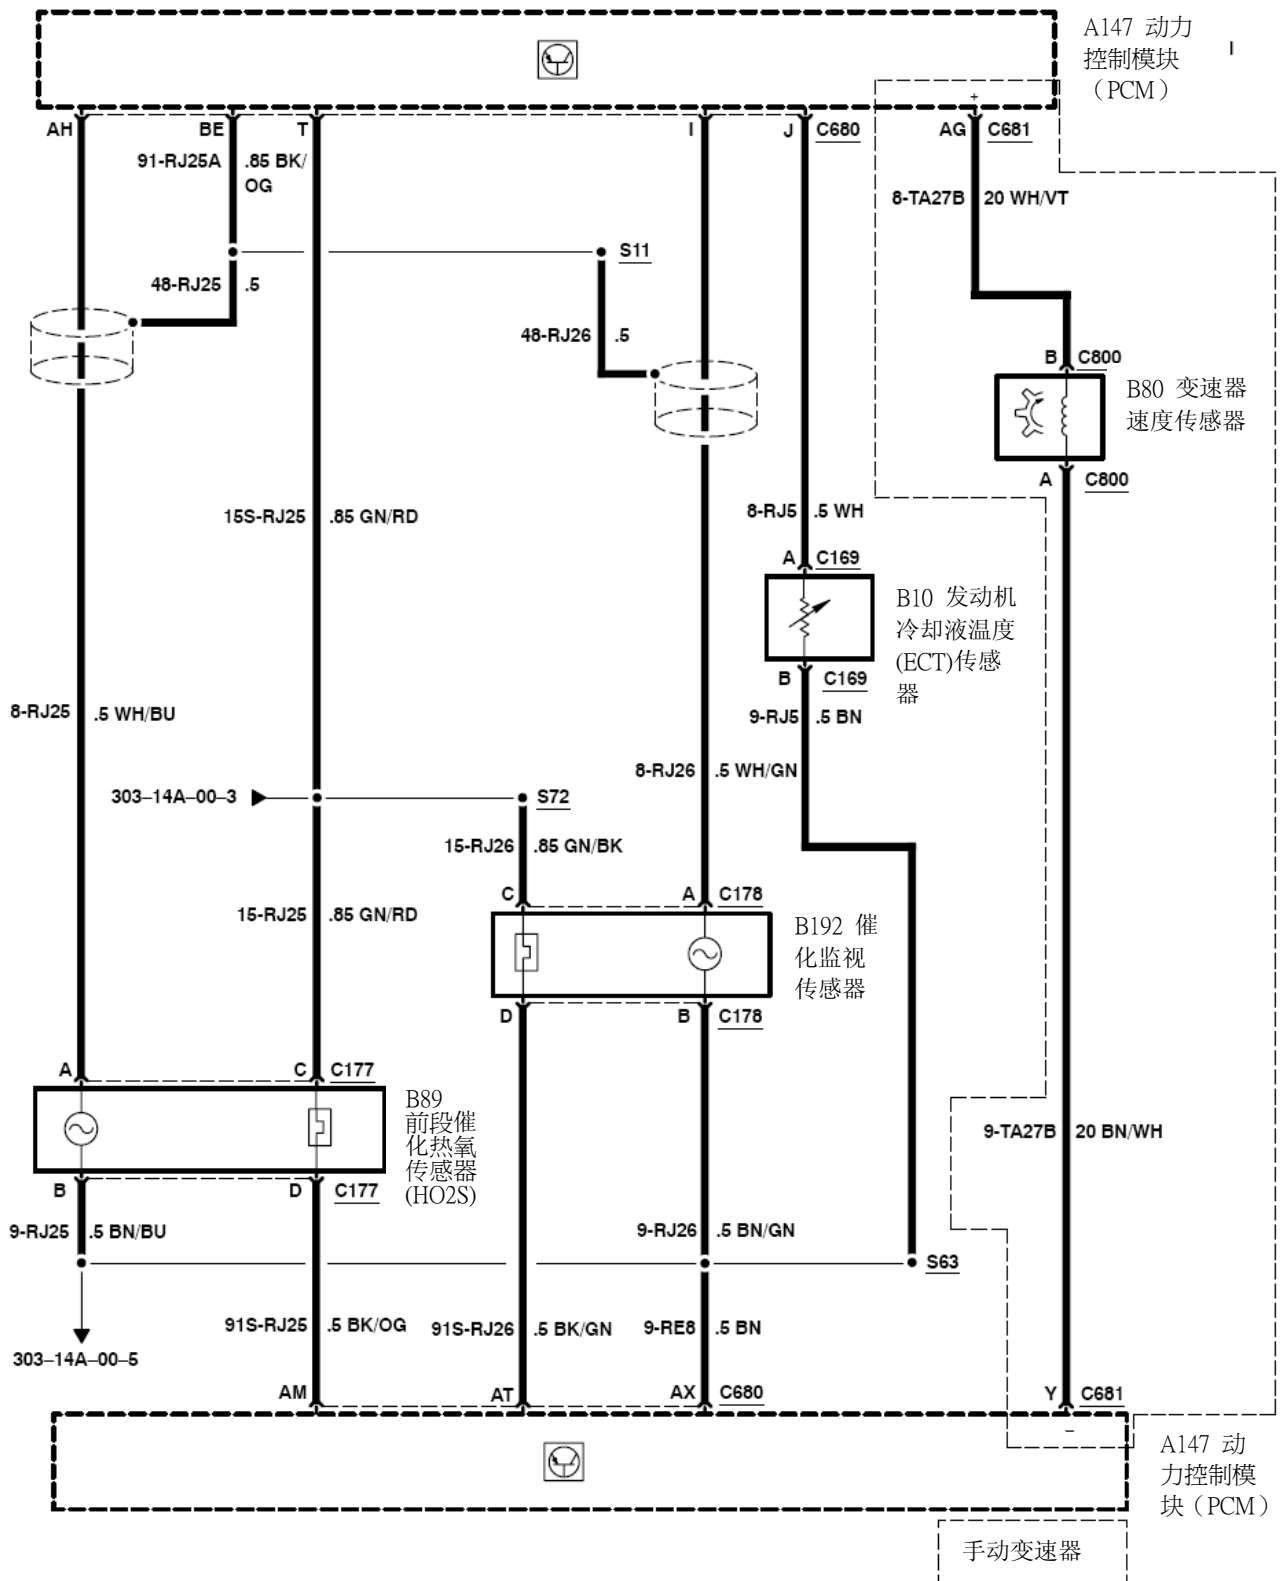 A147 动力
控制模块
（PCM）
I
+
AH
BE
T
I
J
C680
AG
C681
91-RJ25A
.85 BK/
OG
8-TA27B
20 WH/VT
S11
48-RJ25
.5
48-RJ26
.5
B
C800
B80 变速器
速度传感器
A
C800
15S-RJ25
.85 GN/RD
8-RJ5
.5 WH
A
C169
B10 发动机
冷却液温度
(ECT)传感
器
B
C169
8-RJ25
.5 WH/BU
9-RJ5
.5 BN
8-RJ26
.5 WH/GN
303–14A–00–3
S72
15-RJ26
.85 GN/BK
C
A
C178
15-RJ25
.85 GN/RD
B192 催
化监视
传感器
D
B
C178
A
C
C177
B89
前段催
化热氧
传感器
(HO2S)
B
D
C177
9-TA27B
20 BN/WH
9-RJ25
.5 BN/BU
9-RJ26
.5 BN/GN
S63
91S-RJ25
.5 BK/OG
91S-RJ26
.5 BK/GN
9-RE8
.5 BN
303–14A–00–5
AM
AT
AX
C680
Y
C681
–
A147 动
力控制模
块（PCM）
手动变速器